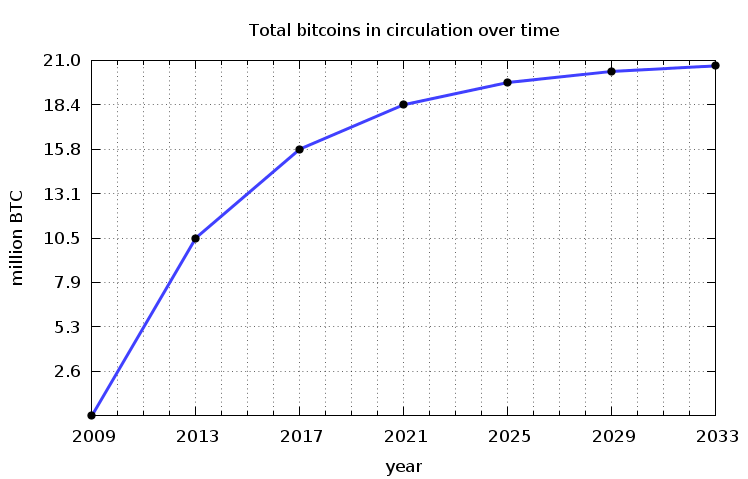 Total bitcoins in circulation over time
21.0
18.4
15.8
13.1
10.5
7.9
5.3
2.6
million BTC
2009 2013 2017 2021 2025 2029 2033
year